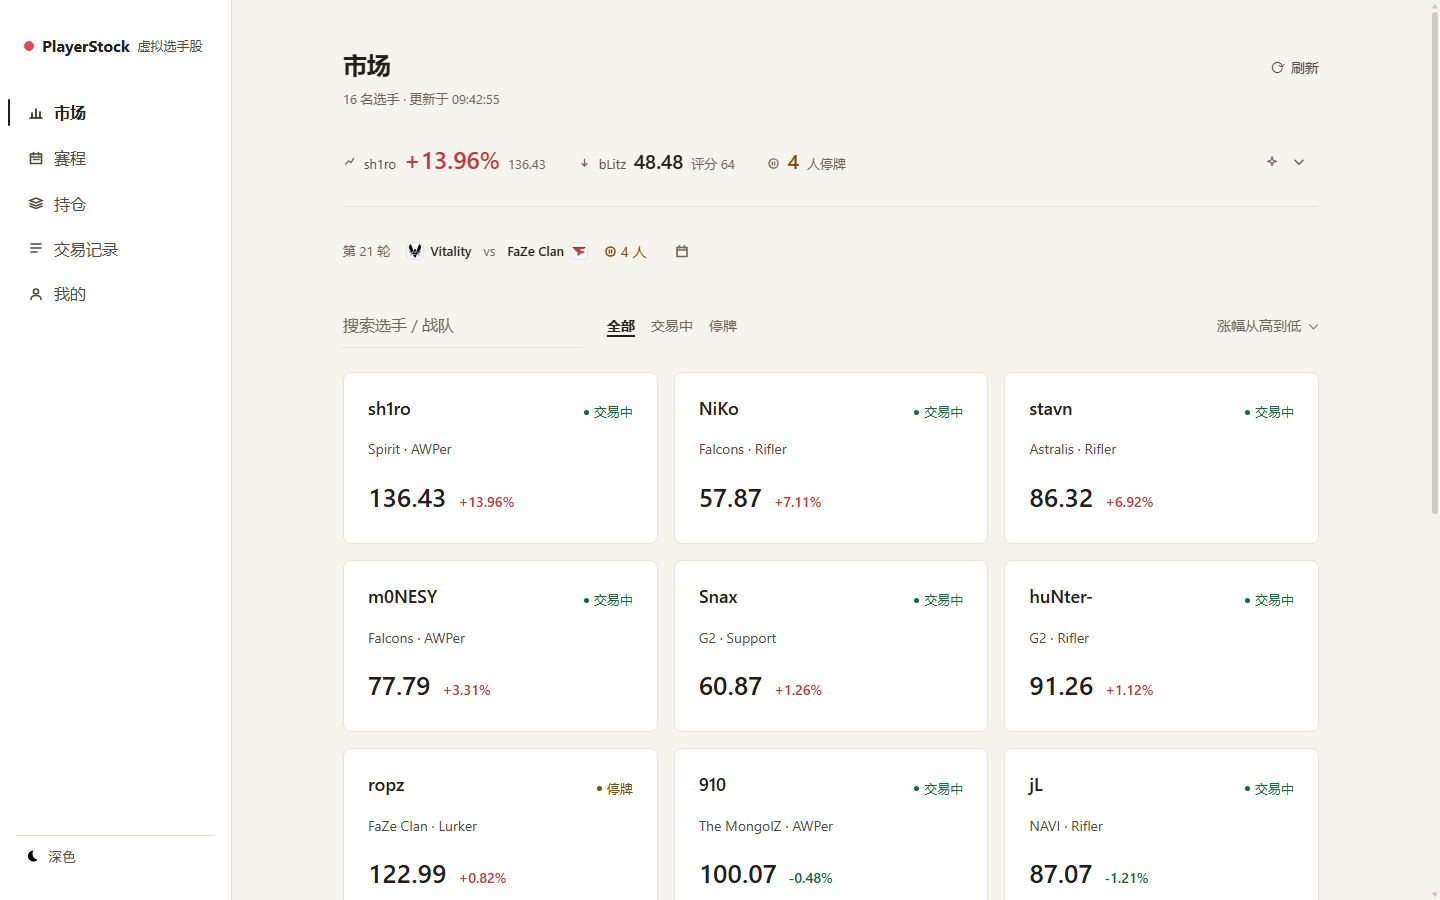 PlayerStock 虚拟选手股
市场
赛程
持仓
交易记录
我的
深色
市场
刷新
16 名选手 · 更新于 09:42:55
sh1ro +13.96% 136.43 bLitz 48.48 评分 64 4 人停牌
第 21 轮 Vitality vs FaZe Clan 4 人
搜索选手 / 战队 全部 交易中 停牌 涨幅从高到低
sh1ro 交易中
Spirit · AWPer
136.43 +13.96%
NiKo 交易中
Falcons · Rifler
57.87 +7.11%
stavn 交易中
Astralis · Rifler
86.32 +6.92%
m0NESY 交易中
Falcons · AWPer
77.79 +3.31%
Snax 交易中
G2 · Support
60.87 +1.26%
huNter- 交易中
G2 · Rifler
91.26 +1.12%
ropz 停牌
FaZe Clan · Lurker
122.99 +0.82%
910 交易中
The MongolZ · AWPer
100.07 -0.48%
jL 交易中
NAVI · Rifler
87.07 -1.21%